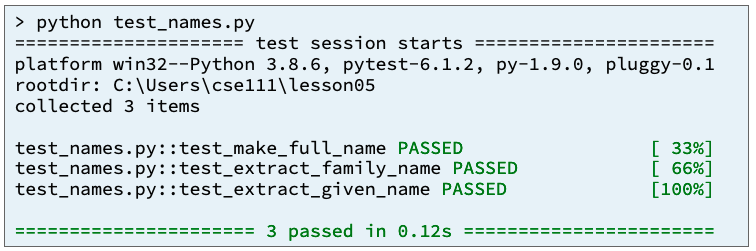 > python test_names.py
===================== test session starts ======================
platform win32--Python 3.8.6, pytest-6.1.2, py-1.9.0, pluggy-0.1
rootdir: C:\Users\cse111\lesson05
collected 3 items
test_names.py::test_make_full_name PASSED [ 33%]
test_names.py::test_extract_family_name PASSED [ 66%]
test_names.py::test_extract_given_name PASSED [100%]
====================== 3 passed in 0.12s =======================